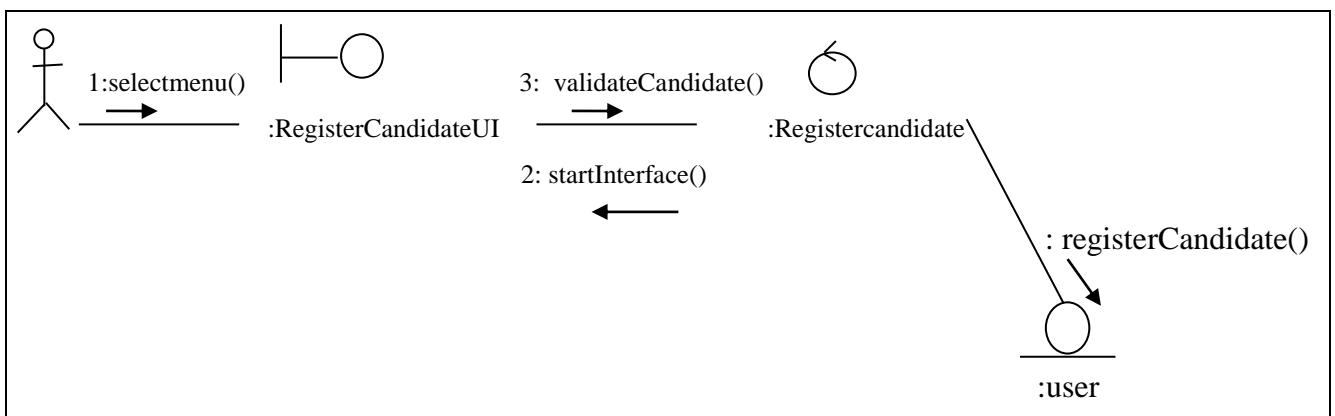 1:selectmenu()
3: validateCandidate()
:RegisterCandidateUI
:Registercandidate
2: startInterface()
: registerCandidate()
:user